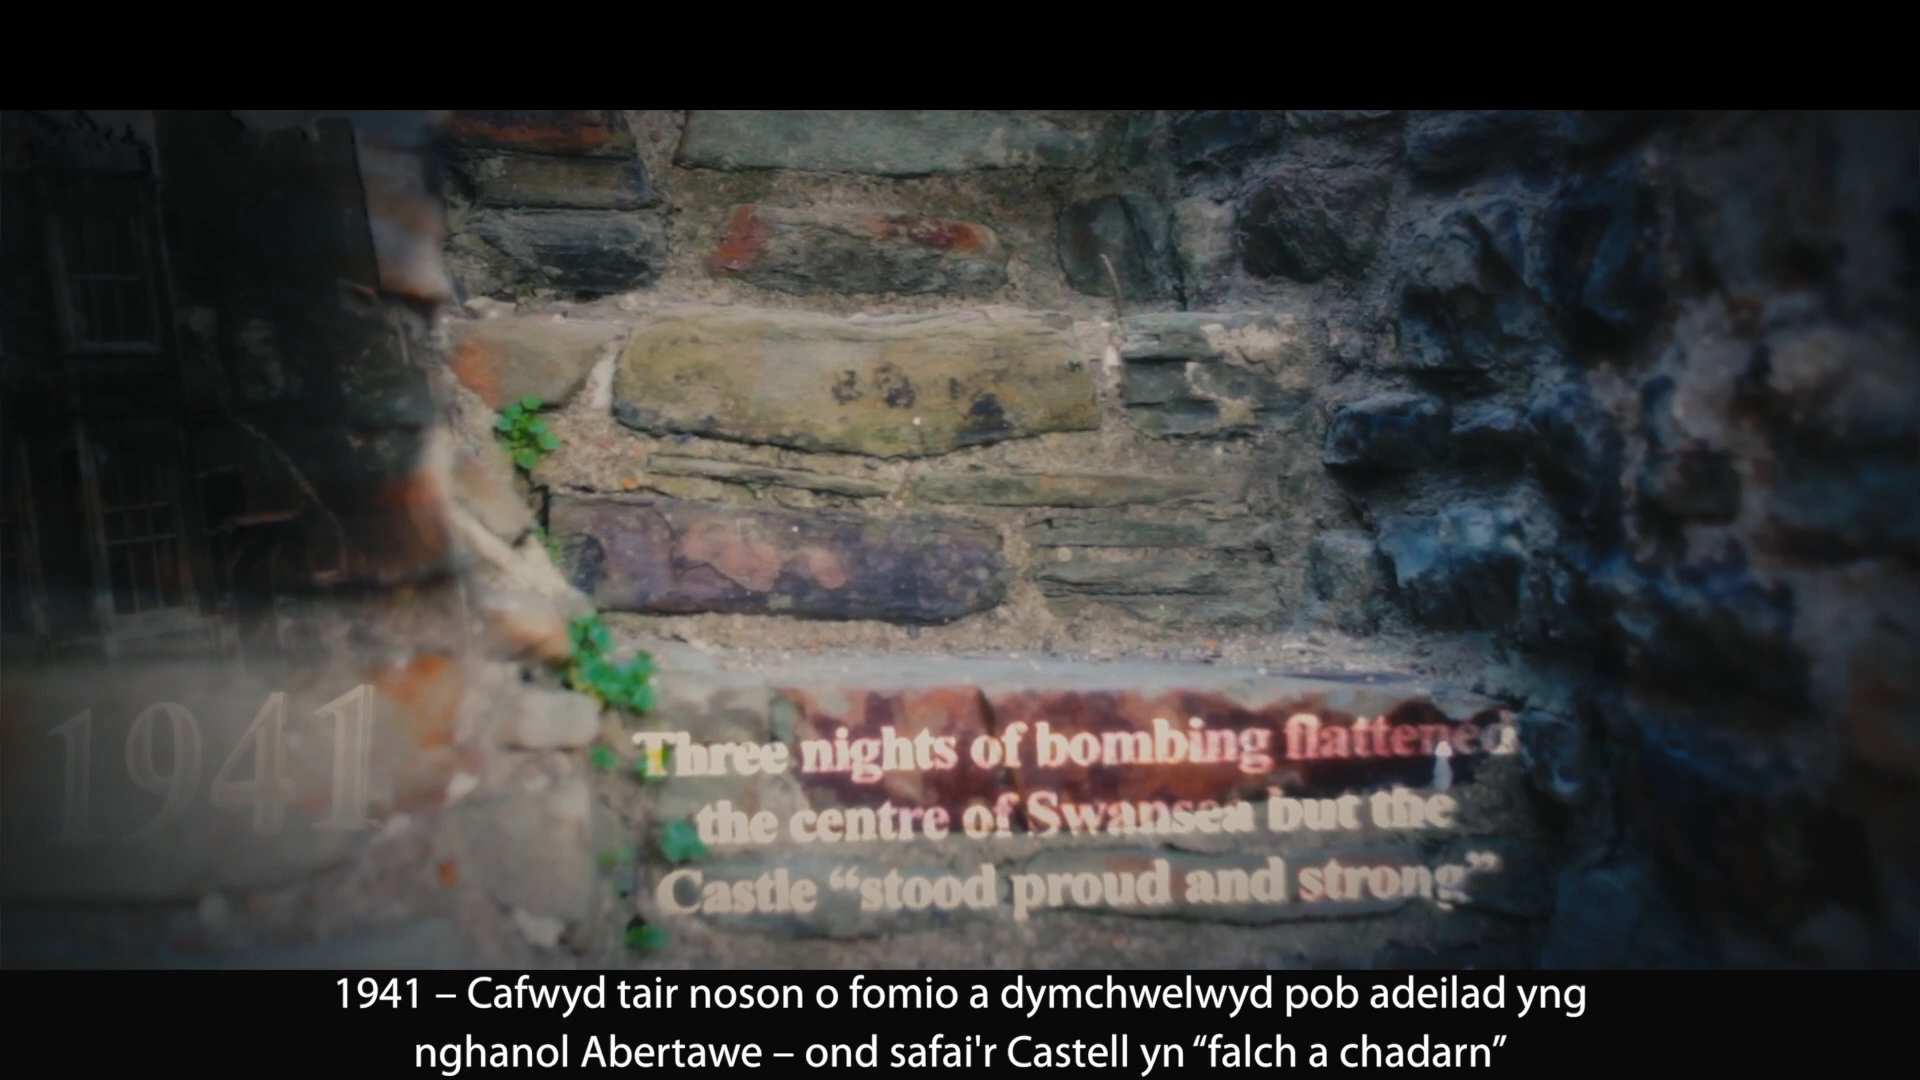 1941
Three nights of bombing flattened
the centre of Swansea but the
Castle “stood proud and strong”
1941 – Cafwyd tair noson o fomio a dymchwelwyd pob adeilad yng
nghanol Abertawe – ond safai'r Castell yn “falch a chadarn”